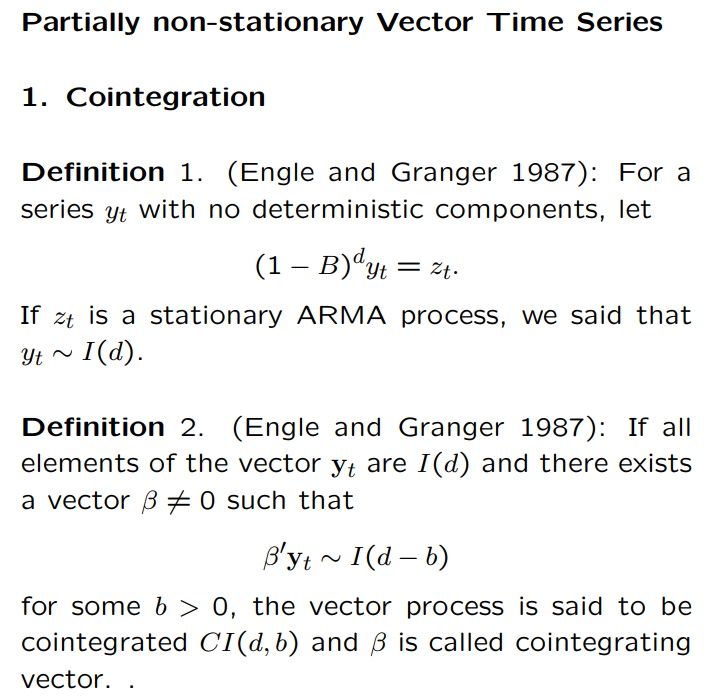 Partially non-stationary Vector Time Series
1. Cointegration
Definition 1. (Engle and Granger 1987): For a
series yₜ with no deterministic components, let
(1 − B)ᵈyₜ = zₜ.
If zₜ is a stationary ARMA process, we said that
yₜ ∼ I(d).
Definition 2. (Engle and Granger 1987): If all
elements of the vector yₜ are I(d) and there exists
a vector β ≠ 0 such that
β′yₜ ∼ I(d − b)
for some b > 0, the vector process is said to be
cointegrated CI(d, b) and β is called cointegrating
vector. .